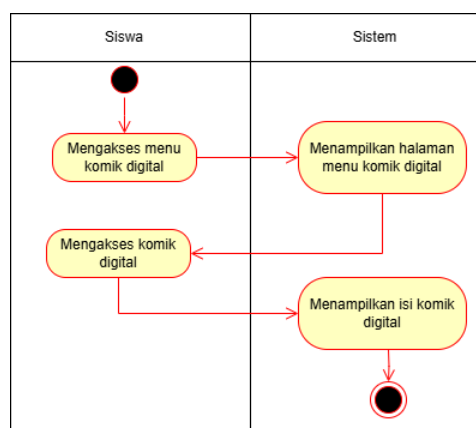 Siswa
Sistem
Mengakses menu
komik digital
Menampilkan halaman
menu komik digital
Mengakses komik
digital
Menampilkan isi komik
digital